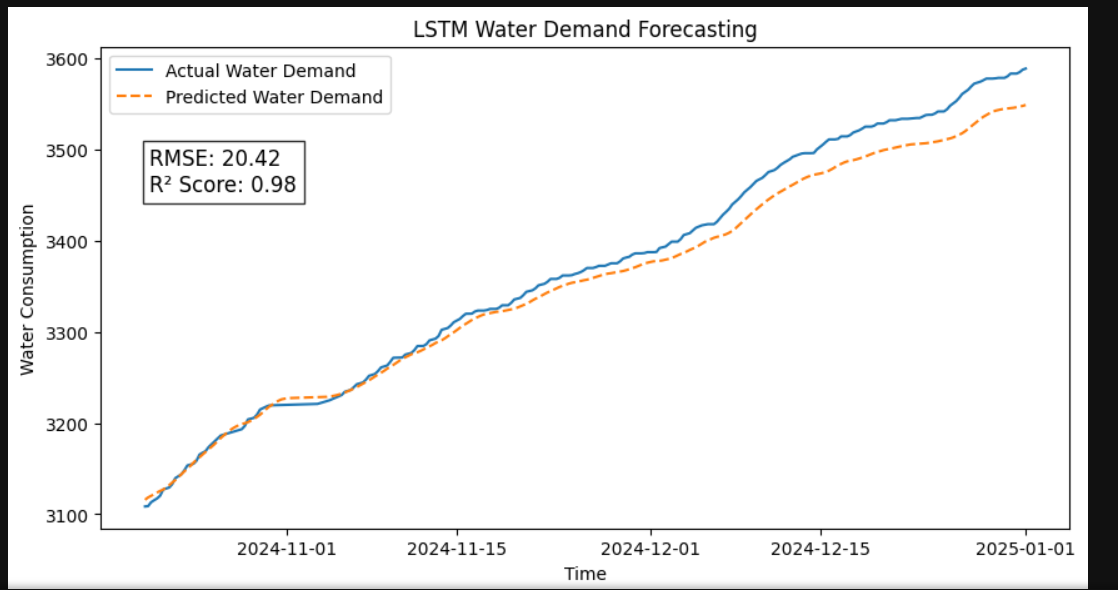 LSTM Water Demand Forecasting
Actual Water Demand
Predicted Water Demand
RMSE: 20.42
R² Score: 0.98
3600
3500
3400
3300
3200
3100
Water Consumption
2024-11-01
2024-11-15
2024-12-01
2024-12-15
2025-01-01
Time